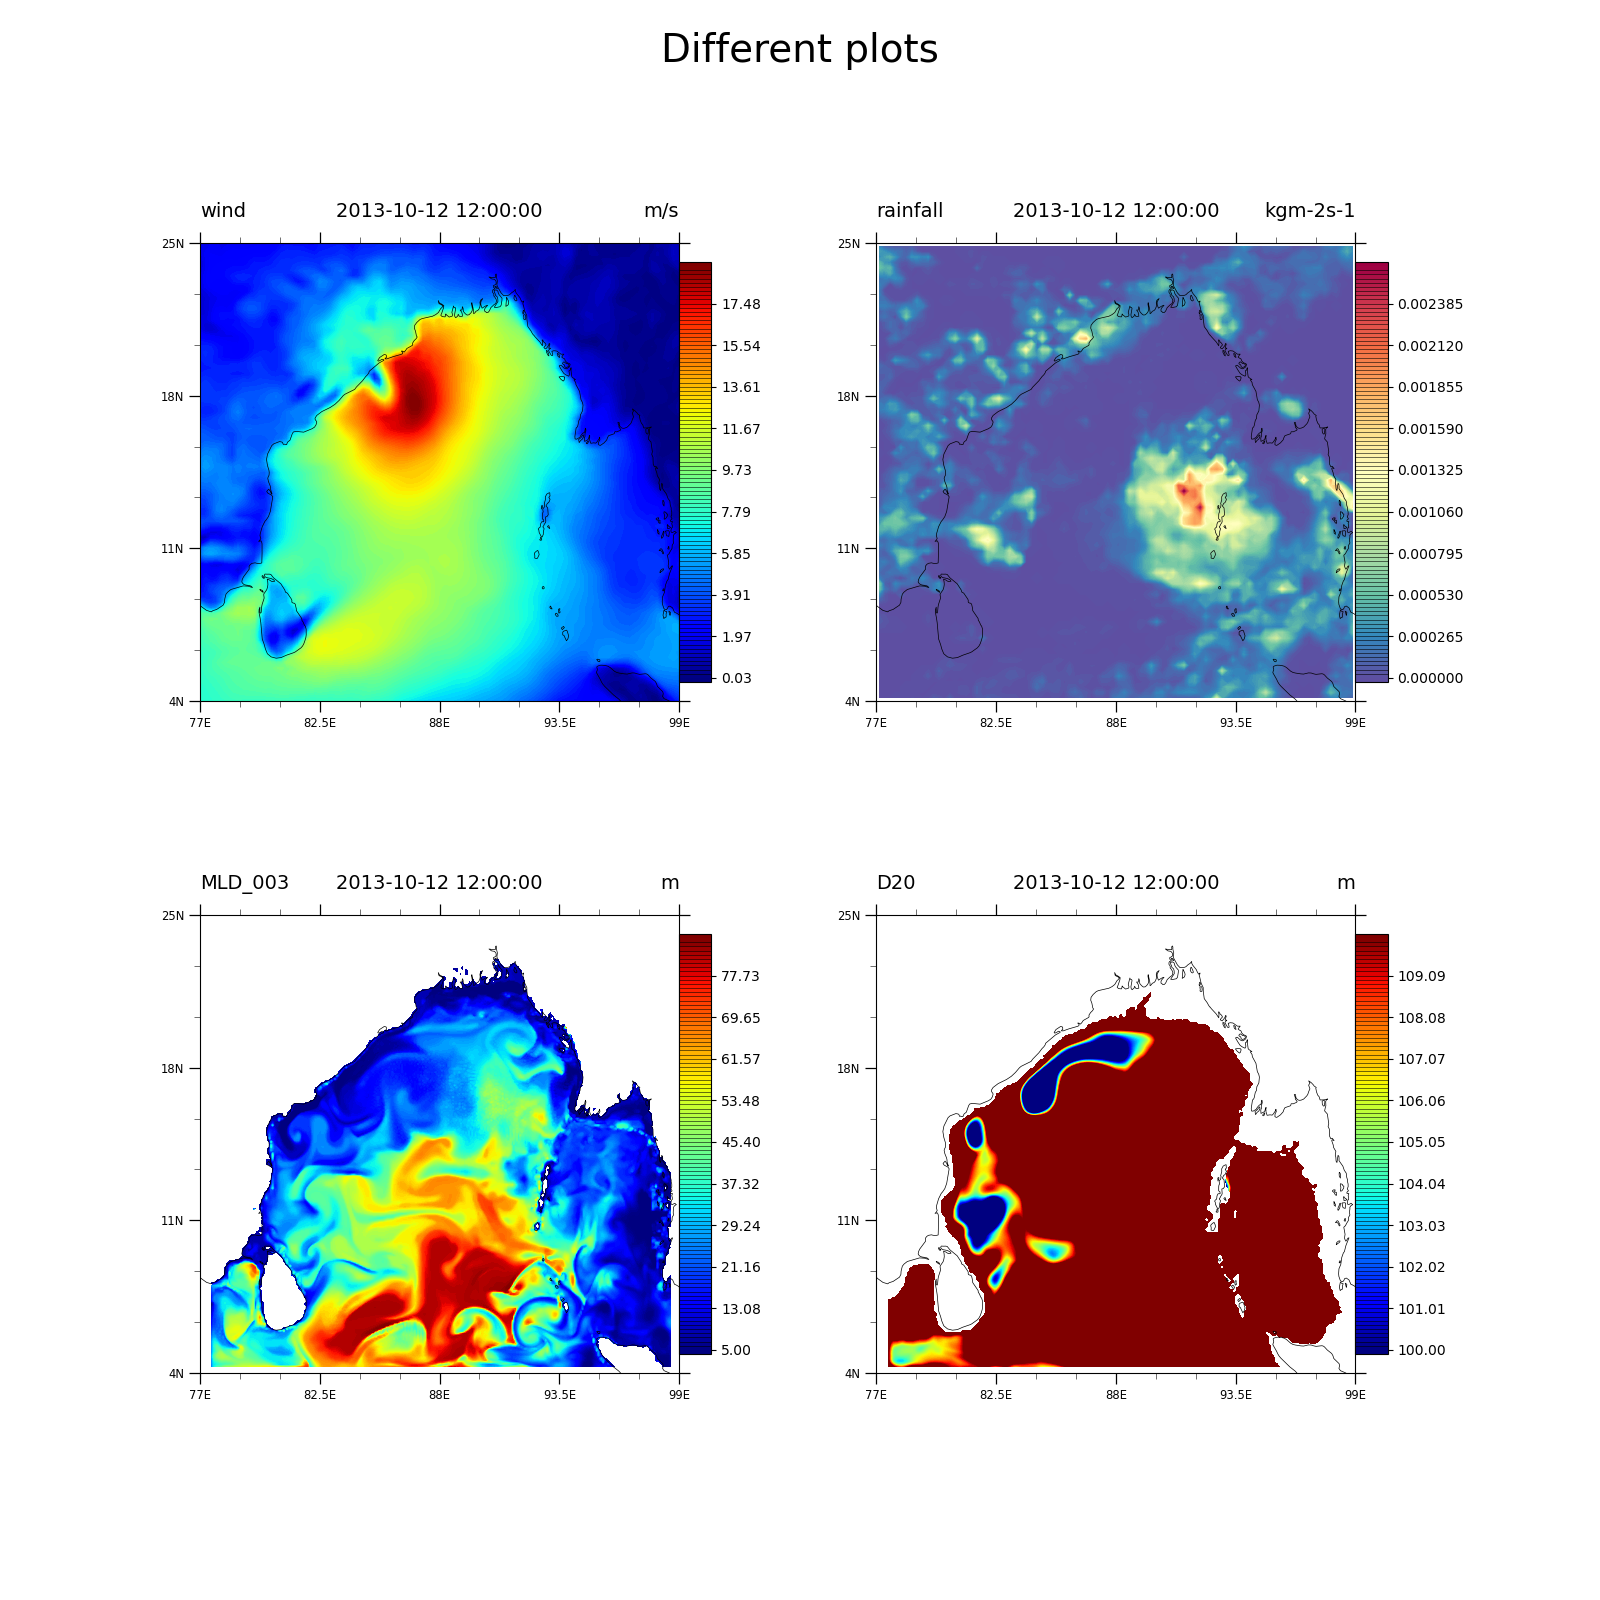 Different plots
wind 2013-10-12 12:00:00 m/s
25N
18N
11N
4N
77E 82.5E 88E 93.5E 99E
17.48
15.54
13.61
11.67
9.73
7.79
5.85
3.91
1.97
0.03
rainfall 2013-10-12 12:00:00 kgm-2s-1
25N
18N
11N
4N
77E 82.5E 88E 93.5E 99E
0.002385
0.002120
0.001855
0.001590
0.001325
0.001060
0.000795
0.000530
0.000265
0.000000
MLD_003 2013-10-12 12:00:00 m
25N
18N
11N
4N
77E 82.5E 88E 93.5E 99E
77.73
69.65
61.57
53.48
45.40
37.32
29.24
21.16
13.08
5.00
D20 2013-10-12 12:00:00 m
25N
18N
11N
4N
77E 82.5E 88E 93.5E 99E
109.09
108.08
107.07
106.06
105.05
104.04
103.03
102.02
101.01
100.00